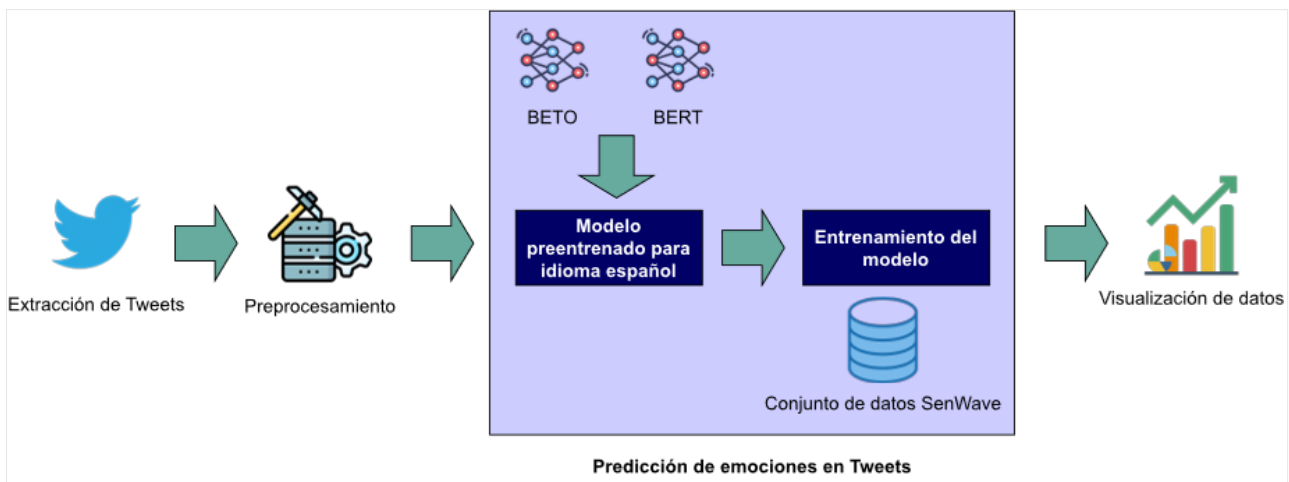 BETO
BERT
Modelo
preentrenado para
idioma español
Entrenamiento del
modelo
Extracción de Tweets
Preprocesamiento
Visualización de datos
Conjunto de datos SenWave
Predicción de emociones en Tweets